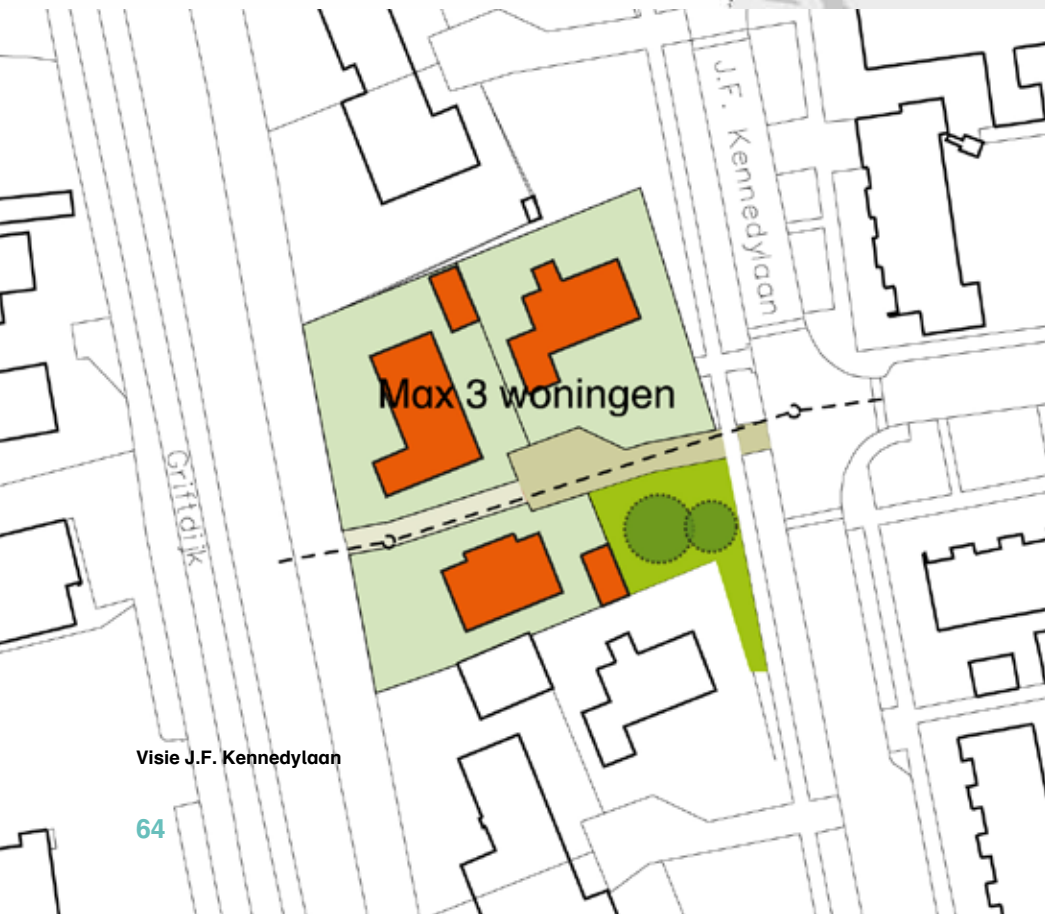 J.F. Kennedylaan
Max 3 woningen
Griftdijk
Visie J.F. Kennedylaan
64